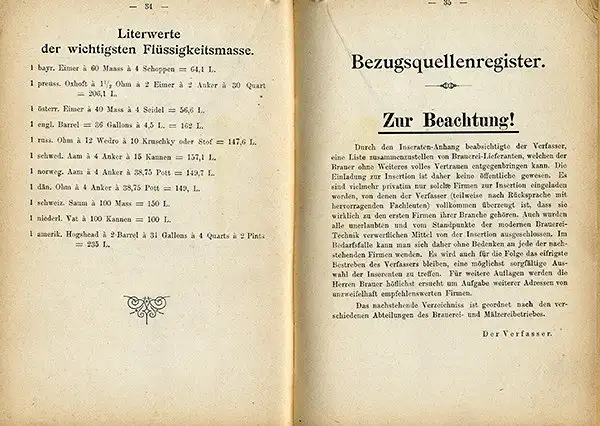 — 34 —
Literwerte
der wichtigsten Flüssigkeitsmasse.
1 bayr. Eimer à 60 Maass à 4 Schoppen = 64,1 L.
1 preuss. Oxhoft à 1½ Ohm à 2 Eimer à 2 Anker à 30 Quart
= 206,1 L.
1 österr. Eimer à 40 Mass à 4 Seidel = 56,6 L.
1 engl. Barrel = 36 Gallons à 4,5 L. = 162 L.
1 russ. Ohm à 12 Wedro à 10 Kruschky oder Stof = 147,6 L.
1 schwed. Aam à 4 Anker à 15 Kannen = 157,1 L.
1 norweg. Aam à 4 Anker à 38,75 Pott = 149,7 L.
1 dän. Ohm à 4 Anker à 38,75 Pott = 149, L.
1 schweiz. Saum à 100 Mass = 150 L.
1 niederl. Vat à 100 Kannen = 100 L.
1 amerik. Hogshead à 2 Barrel à 31 Gallons à 4 Quarts à 2 Pints
= 235 L.
— 35 —
Bezugsquellenregister.
Zur Beachtung!
Durch den Inseraten-Anhang beabsichtigte der Verfasser,
eine Liste zusammenzustellen von Brauerei-Lieferanten, welchen der
Brauer ohne Weiteres volles Vertrauen entgegenbringen kann. Die
Einladung zur Insertion ist daher keine öffentliche gewesen. Es
sind vielmehr privatim nur solche Firmen zur Insertion eingeladen
worden, von denen der Verfasser (teilweise nach Rücksprache mit
hervorragenden Fachleuten) vollkommen überzeugt ist, dass sie
wirklich zu den ersten Firmen ihrer Branche gehören. Auch wurden
alle unerlaubten und vom Standpunkte der modernen Brauerei-
Technik verwerflichen Mittel von der Insertion ausgeschlossen. Im
Bedarfsfalle kann man sich daher ohne Bedenken an jede der nach-
stehenden Firmen wenden. Es wird auch für die Folge das eifrigste
Bestreben des Verfassers bleiben, eine möglichst sorgfältige Aus-
wahl der Inserenten zu treffen. Für weitere Auflagen werden die
Herren Brauer höflichst ersucht um Aufgabe weiterer Adressen von
unzweifelhaft empfehlenswerten Firmen.
Das nachstehende Verzeichniss ist geordnet nach den ver-
schiedenen Abteilungen des Brauerei- und Mälzereibetriebes.
Der Verfasser.